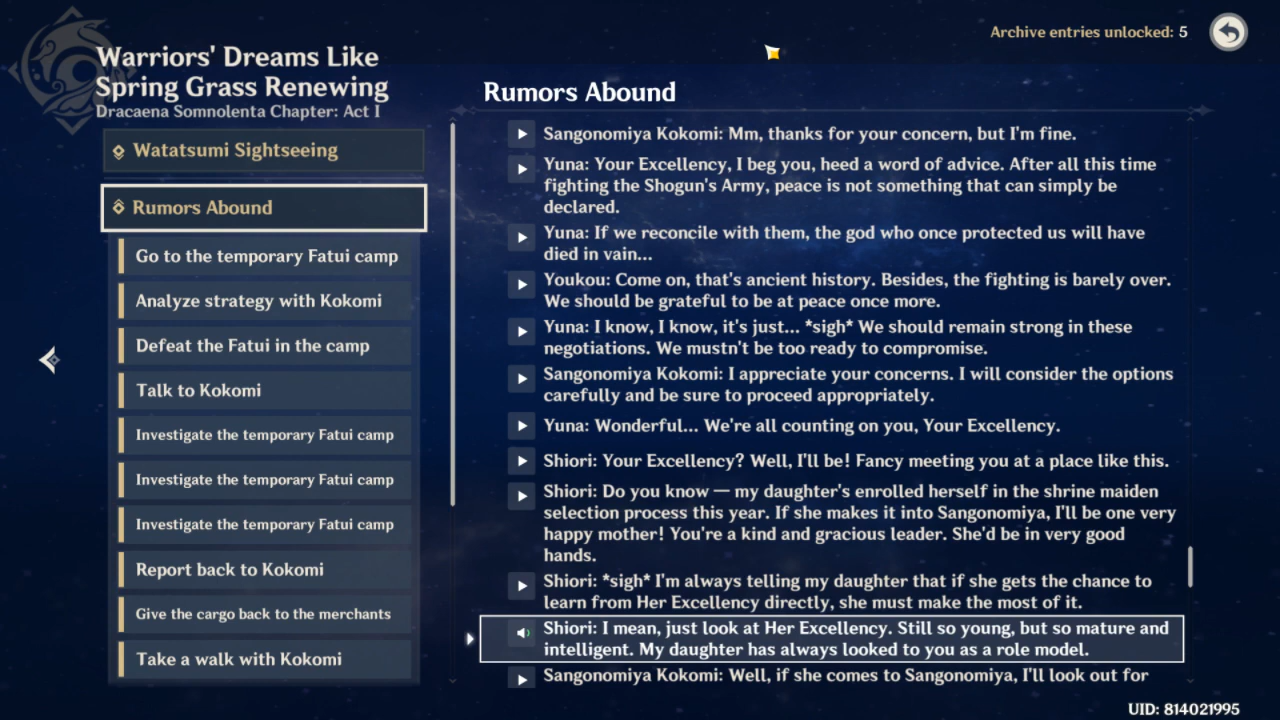 Archive entries unlocked: 5
Warriors' Dreams Like
Spring Grass Renewing
Dracaena Somnolenta Chapter: Act I
Watatsumi Sightseeing
Rumors Abound
Go to the temporary Fatui camp
Analyze strategy with Kokomi
Defeat the Fatui in the camp
Talk to Kokomi
Investigate the temporary Fatui camp
Investigate the temporary Fatui camp
Investigate the temporary Fatui camp
Report back to Kokomi
Give the cargo back to the merchants
Take a walk with Kokomi
Rumors Abound
Sangonomiya Kokomi: Mm, thanks for your concern, but I'm fine.
Yuna: Your Excellency, I beg you, heed a word of advice. After all this time
fighting the Shogun's Army, peace is not something that can simply be
declared.
Yuna: If we reconcile with them, the god who once protected us will have
died in vain...
Youkou: Come on, that's ancient history. Besides, the fighting is barely over.
We should be grateful to be at peace once more.
Yuna: I know, I know, it's just... *sigh* We should remain strong in these
negotiations. We mustn't be too ready to compromise.
Sangonomiya Kokomi: I appreciate your concerns. I will consider the options
carefully and be sure to proceed appropriately.
Yuna: Wonderful... We're all counting on you, Your Excellency.
Shiori: Your Excellency? Well, I'll be! Fancy meeting you at a place like this.
Shiori: Do you know — my daughter's enrolled herself in the shrine maiden
selection process this year. If she makes it into Sangonomiya, I'll be one very
happy mother! You're a kind and gracious leader. She'd be in very good
hands.
Shiori: *sigh* I'm always telling my daughter that if she gets the chance to
learn from Her Excellency directly, she must make the most of it.
Shiori: I mean, just look at Her Excellency. Still so young, but so mature and
intelligent. My daughter has always looked to you as a role model.
Sangonomiya Kokomi: Well, if she comes to Sangonomiya, I'll look out for
UID: 814021995